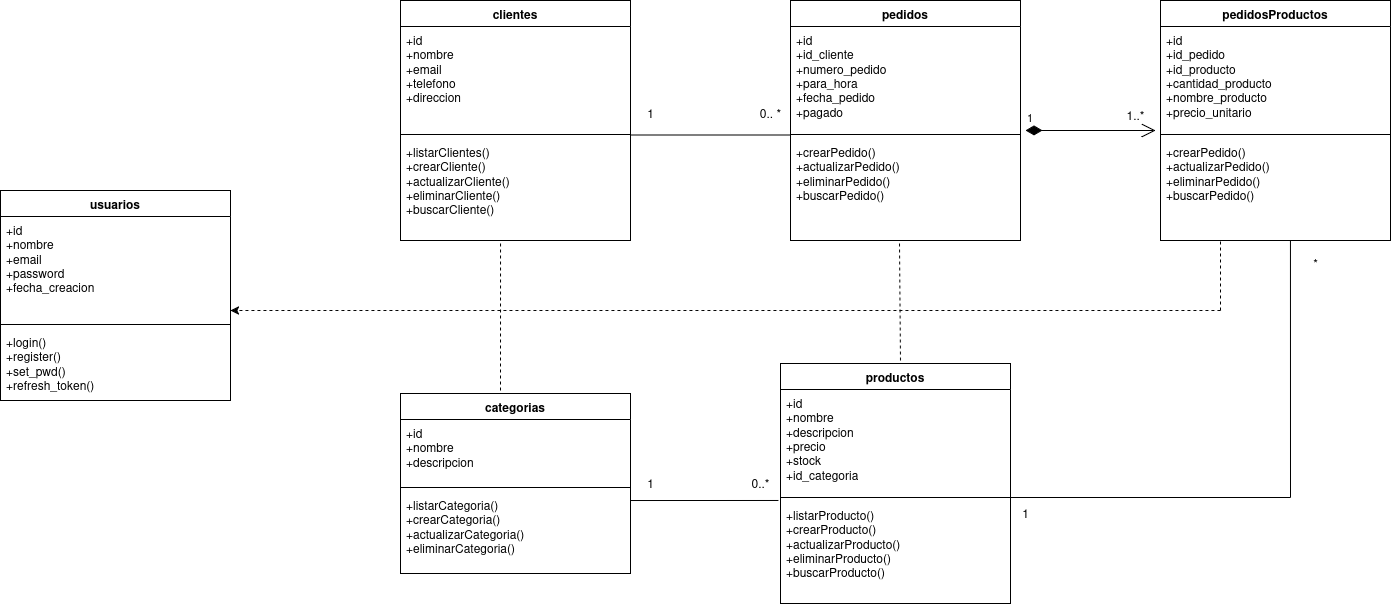 clientes
+id
+nombre
+email
+telefono
+direccion
+listarClientes()
+crearCliente()
+actualizarCliente()
+eliminarCliente()
+buscarCliente()
1
0.. *
pedidos
+id
+id_cliente
+numero_pedido
+para_hora
+fecha_pedido
+pagado
+crearPedido()
+actualizarPedido()
+eliminarPedido()
+buscarPedido()
1
1..*
pedidosProductos
+id
+id_pedido
+id_producto
+cantidad_producto
+nombre_producto
+precio_unitario
+crearPedido()
+actualizarPedido()
+eliminarPedido()
+buscarPedido()
*
usuarios
+id
+nombre
+email
+password
+fecha_creacion
+login()
+register()
+set_pwd()
+refresh_token()
categorias
+id
+nombre
+descripcion
+listarCategoria()
+crearCategoria()
+actualizarCategoria()
+eliminarCategoria()
1
0..*
productos
+id
+nombre
+descripcion
+precio
+stock
+id_categoria
+listarProducto()
+crearProducto()
+actualizarProducto()
+eliminarProducto()
+buscarProducto()
1